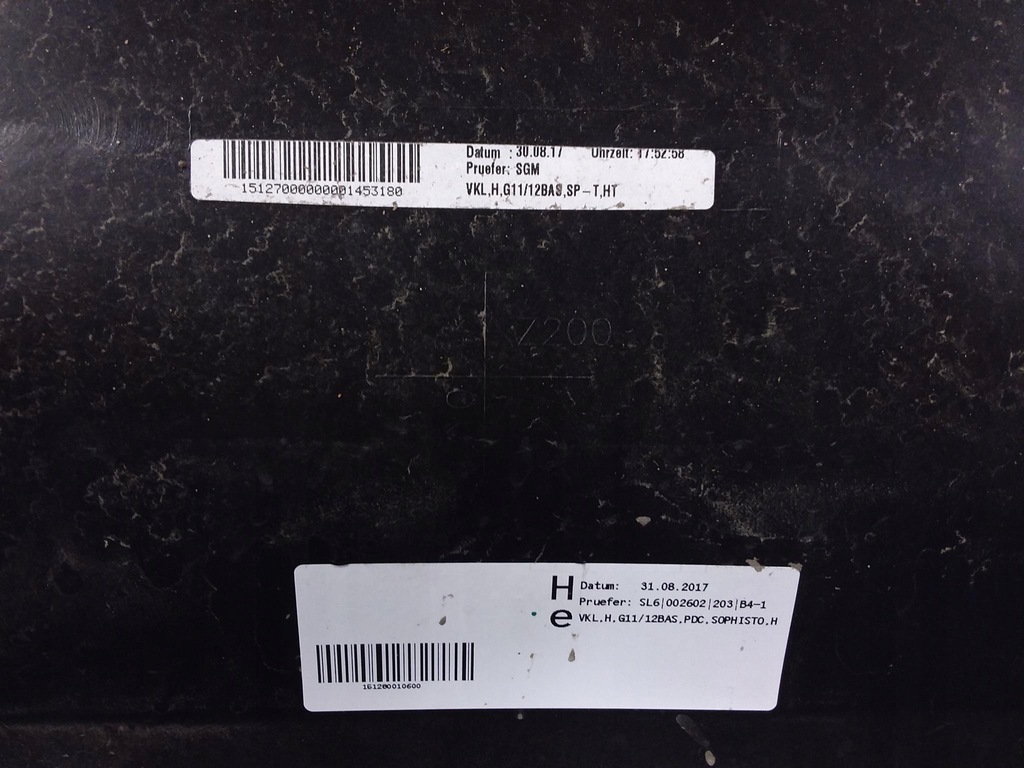 Datum : 30.08.17 Uhrzeit: 17:52:58
Pruefer: SGM
15127000000001453180
VKL,H,G11/12BAS,SP-T,HT
Z200
H Datum: 31.08.2017
Pruefer: SL6|002602|203|B4-1
e VKL.H.G11/12BAS.PDC.SOPHISTO.H
161200010600